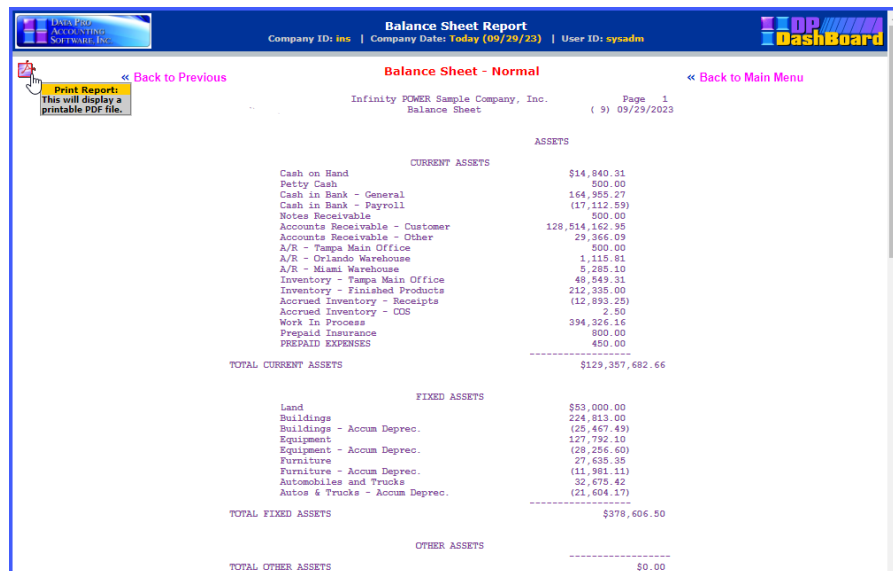 DATA PRO
ACCOUNTING
SOFTWARE, INC
Balance Sheet Report
Company ID: ins | Company Date: Today (09/29/23) | User ID: sysadm
DP
DashBoard
« Back to Previous
Balance Sheet - Normal
« Back to Main Menu
Print Report:
This will display a
printable PDF file.
Infinity POWER Sample Company, Inc. Page 1
Balance Sheet ( 9) 09/29/2023
ASSETS
CURRENT ASSETS
Cash on Hand $14,840.31
Petty Cash 500.00
Cash in Bank - General 164,955.27
Cash in Bank - Payroll (17,112.59)
Notes Receivable 500.00
Accounts Receivable - Customer 128,514,162.95
Accounts Receivable - Other 29,366.09
A/R - Tampa Main Office 500.00
A/R - Orlando Warehouse 1,115.81
A/R - Miami Warehouse 5,285.10
Inventory - Tampa Main Office 48,549.31
Inventory - Finished Products 212,335.00
Accrued Inventory - Receipts (12,893.25)
Accrued Inventory - COS 2.50
Work In Process 394,326.16
Prepaid Insurance 800.00
PREPAID EXPENSES 450.00
------------------
TOTAL CURRENT ASSETS $129,357,682.66
FIXED ASSETS
Land $53,000.00
Buildings 224,813.00
Buildings - Accum Deprec. (25,467.49)
Equipment 127,792.10
Equipment - Accum Deprec. (28,256.60)
Furniture 27,635.35
Furniture - Accum Deprec. (11,981.11)
Automobiles and Trucks 32,675.42
Autos & Trucks - Accum Deprec. (21,604.17)
------------------
TOTAL FIXED ASSETS $378,606.50
OTHER ASSETS
------------------
TOTAL OTHER ASSETS $0.00